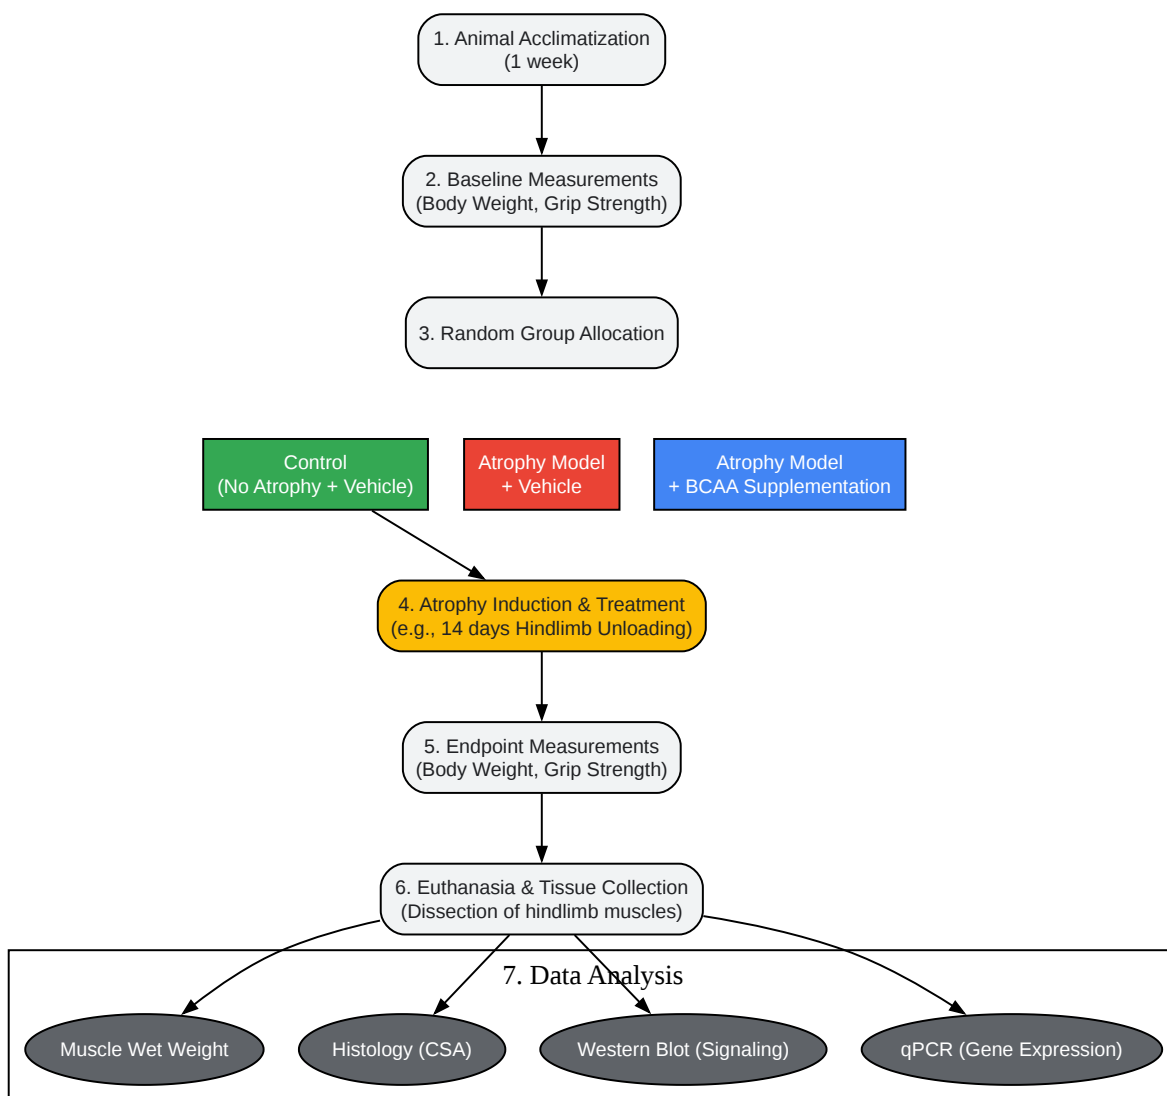 1. Animal Acclimatization
(1 week)
2. Baseline Measurements
(Body Weight, Grip Strength)
3. Random Group Allocation
Control
(No Atrophy + Vehicle)
Atrophy Model
+ Vehicle
Atrophy Model
+ BCAA Supplementation
4. Atrophy Induction & Treatment
(e.g., 14 days Hindlimb Unloading)
5. Endpoint Measurements
(Body Weight, Grip Strength)
6. Euthanasia & Tissue Collection
(Dissection of hindlimb muscles)
7. Data Analysis
Muscle Wet Weight
Histology (CSA)
Western Blot (Signaling)
qPCR (Gene Expression)